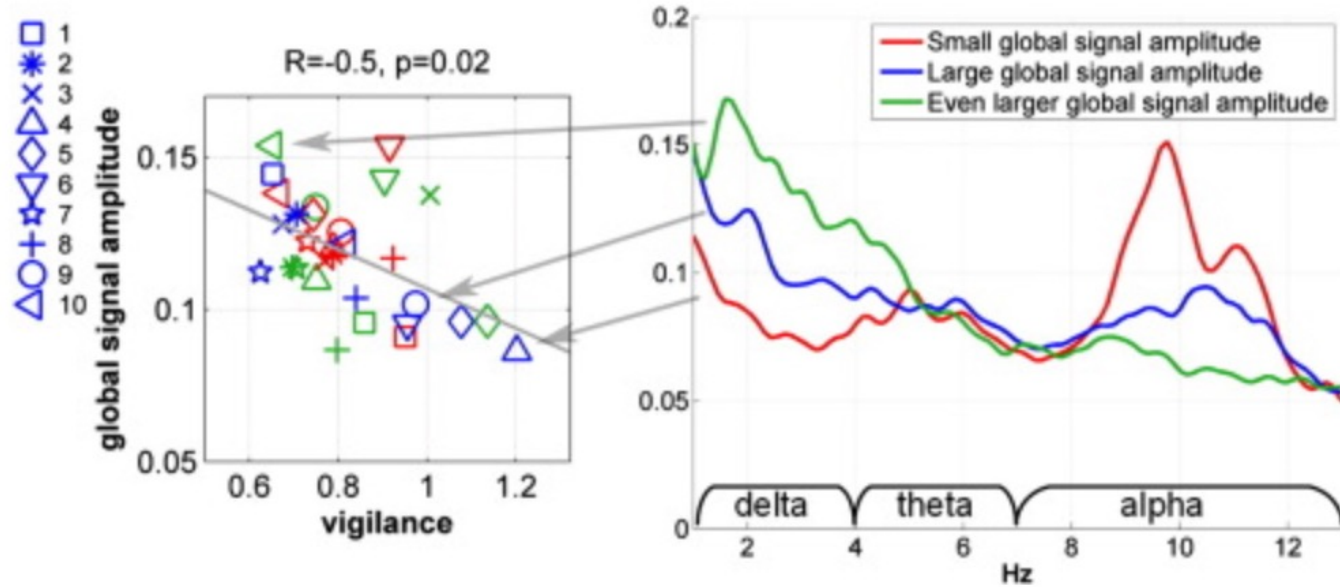 1
2
3
4
5
6
7
8
9
10
R=-0.5, p=0.02
global signal amplitude
0.15
0.1
0.05
0.6 0.8 1 1.2
vigilance
Small global signal amplitude
Large global signal amplitude
Even larger global signal amplitude
0.2
0.15
0.1
0.05
0
delta theta alpha
2 4 6 8 10 12
Hz